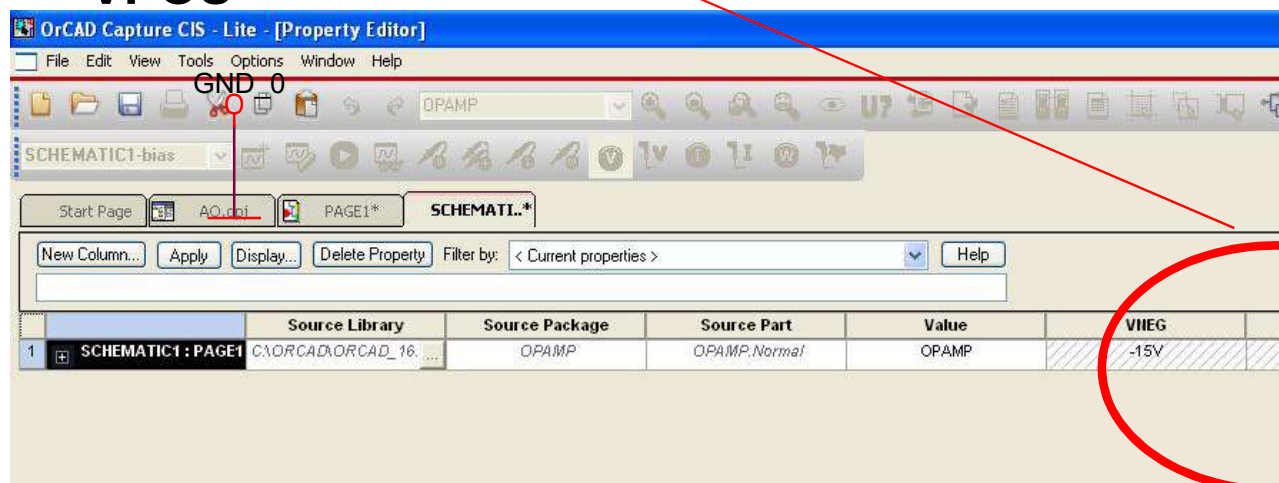 OrCAD Capture CIS - Lite - [Property Editor]
File Edit View Tools Options Window Help
GND_0
OPAMP
U?
SCHEMATIC1-bias
V I V I W
Start Page AO.opj PAGE1* SCHEMATI..*
New Column... Apply Display... Delete Property Filter by: < Current properties > Help
Source Library Source Package Source Part Value VNEG
1 SCHEMATIC1 : PAGE1 C:\ORCAD\ORCAD_16. ... OPAMP OPAMP.Normal OPAMP -15V